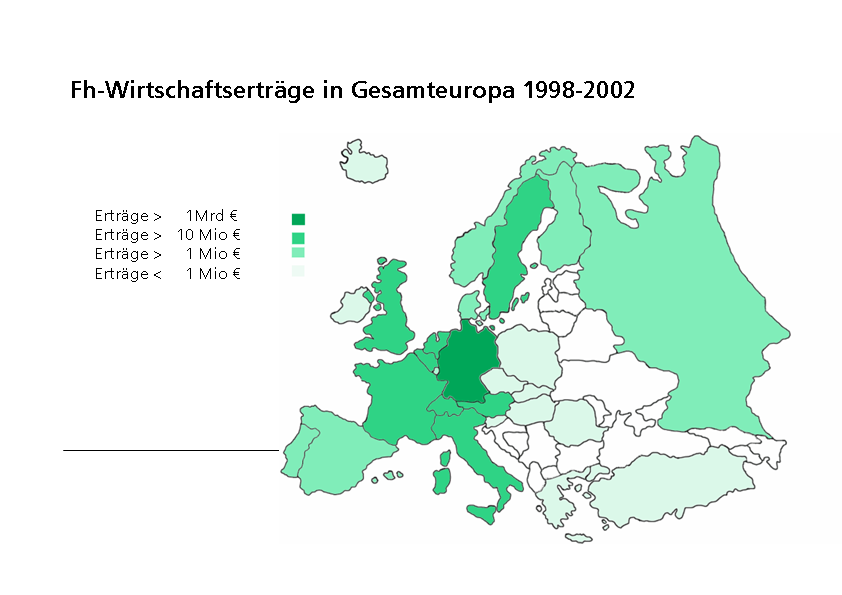 Fh-Wirtschaftserträge in Gesamteuropa 1998-2002
Erträge > 1Mrd €
Erträge > 10 Mio €
Erträge > 1 Mio €
Erträge < 1 Mio €